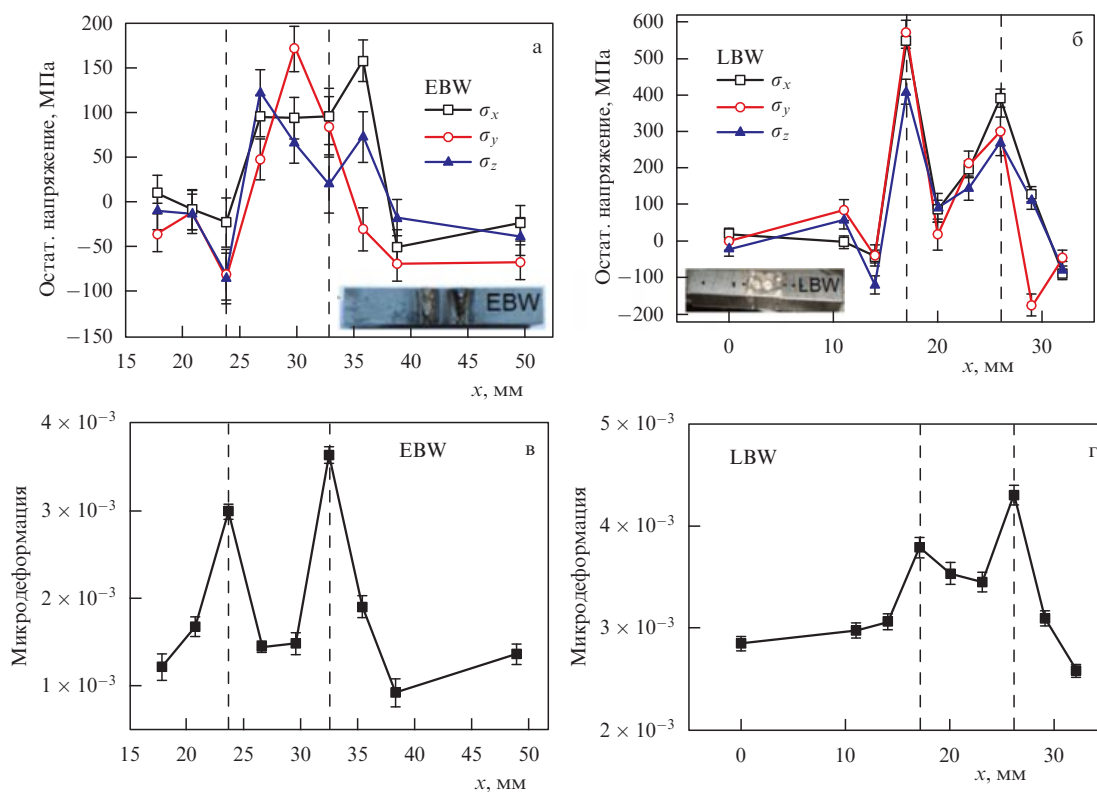 Остат. напряжение, МПа
200
150
100
50
0
−50
−100
−150
15 20 25 30 35 40 45 50
x, мм
а
EBW
σx
σy
σz
EBW
Остат. напряжение, МПа
600
500
400
300
200
100
0
−100
−200
0 10 20 30
x, мм
б
LBW
σx
σy
σz
LBW
Микродеформация
4 × 10⁻³
3 × 10⁻³
2 × 10⁻³
1 × 10⁻³
15 20 25 30 35 40 45 50
x, мм
EBW
в
Микродеформация
5 × 10⁻³
4 × 10⁻³
3 × 10⁻³
2 × 10⁻³
0 10 20 30
x, мм
LBW
г